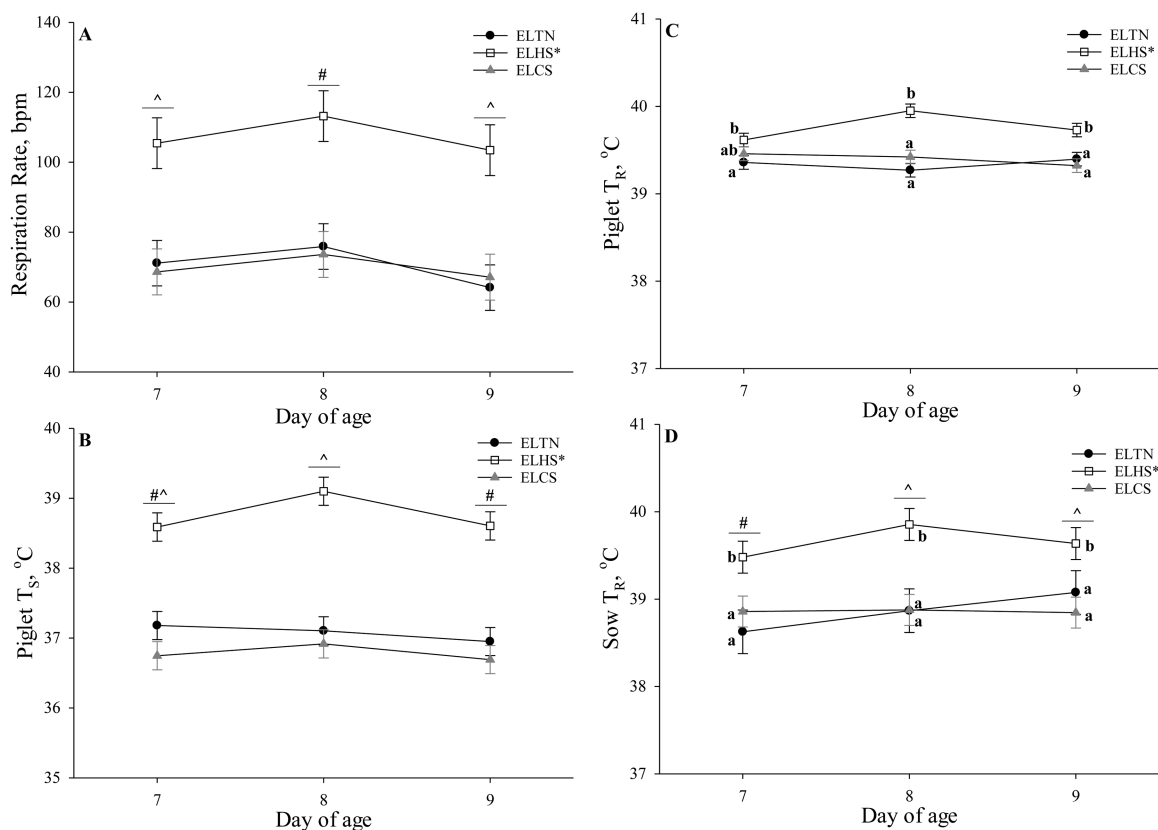 A
ELTN
ELHS*
ELCS
Respiration Rate, bpm
140
120
100
80
60
40
^
#
^
7
8
9
Day of age
C
ELTN
ELHS*
ELCS
Piglet T_R, °C
41
40
39
38
37
b
b
b
ab
a
a
a
a
a
7
8
9
Day of age
B
ELTN
ELHS*
ELCS
Piglet T_S, °C
40
39
38
37
36
35
#^
^
#
7
8
9
Day of age
D
ELTN
ELHS*
ELCS
Sow T_R, °C
41
40
39
38
37
#
^
^
b
b
b
a
a
a
a
a
a
7
8
9
Day of age